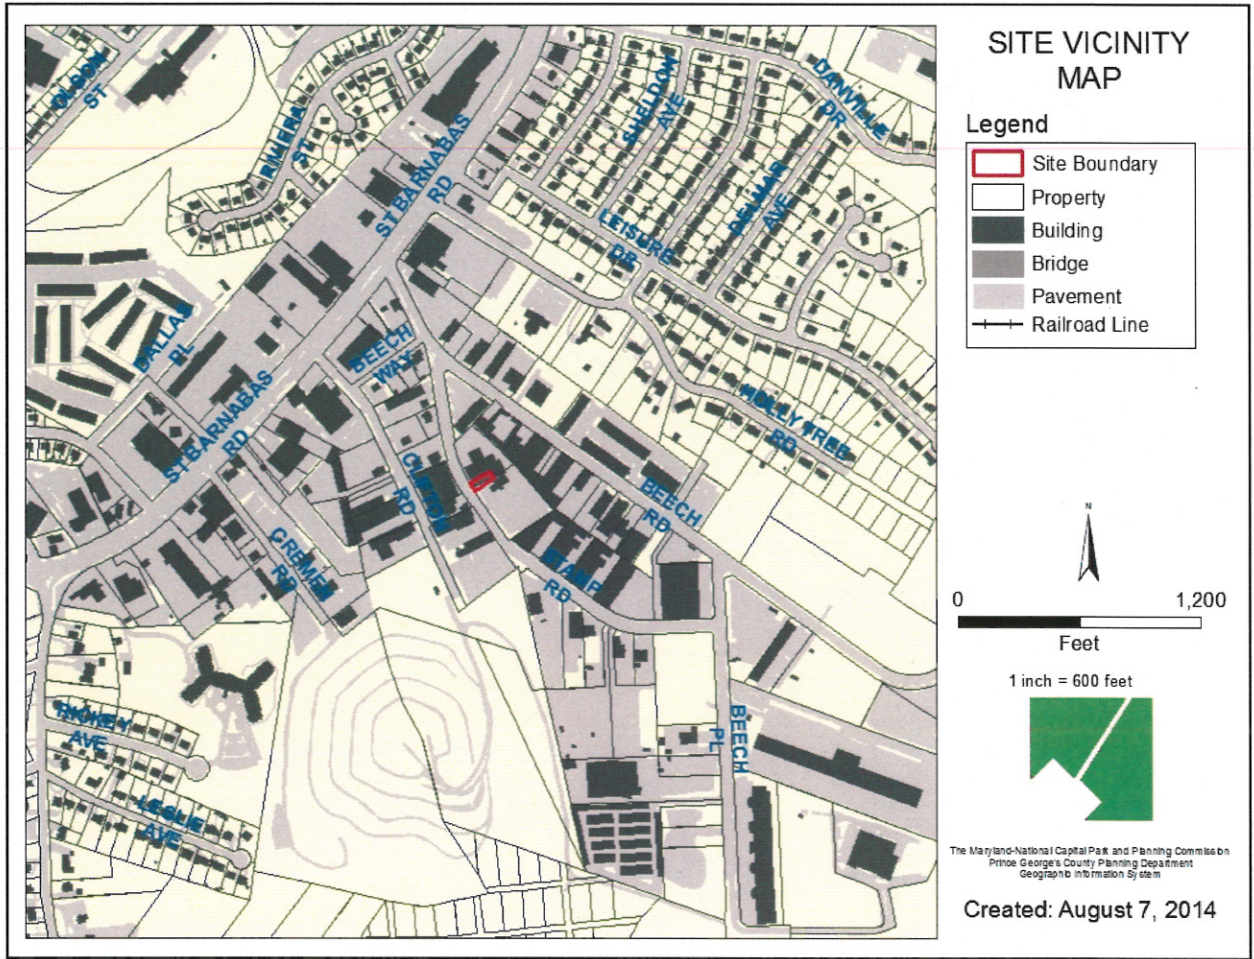 SITE VICINITY
MAP
Legend
Site Boundary
Property
Building
Bridge
Pavement
Railroad Line
N
0 1,200
Feet
1 inch = 600 feet
The Maryland-National Capital Park and Planning Commission
Prince George's County Planning Department
Geographic Information System
Created: August 7, 2014
OLSON
ST
RIVIERA
ST
ST BARNABAS
RD
SHELDON
AVE
DANVILLE
DR
DELMAR
AVE
LEISURE
DR
DALLAS
PL
BEECH
WAY
ST BARNABAS
RD
HOLLY TREE
RD
CLIFTON
RD
BEECH
RD
CREMEN
RD
STAMP
RD
RICKEY
AVE
BEECH
PL
LESLIE
AVE